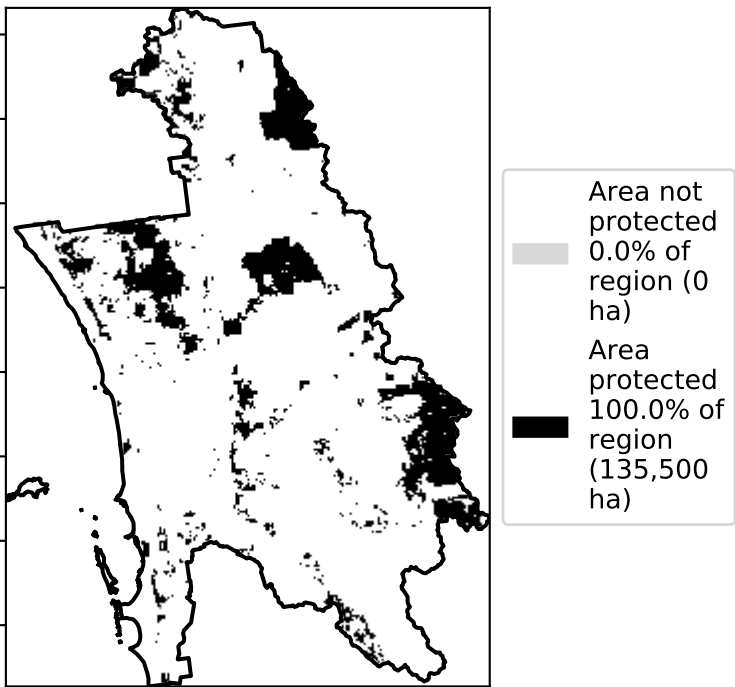 Area not
protected
0.0% of
region (0
ha)
Area
protected
100.0% of
region
(135,500
ha)